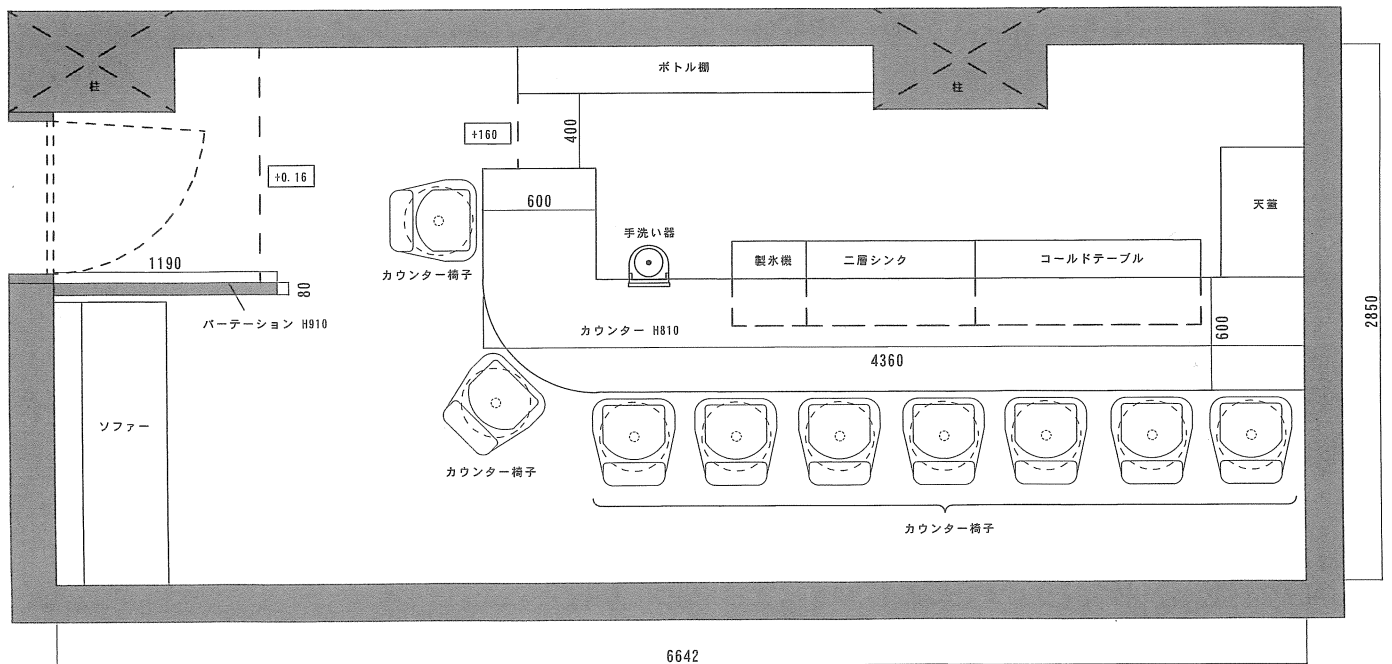 柱
ボトル棚
柱
+160
400
+0.16
600
天蓋
手洗い器
製氷機
二層シンク
コールドテーブル
1190
カウンター椅子
80
パーテーション H910
カウンター H810
600
2850
4360
ソファー
カウンター椅子
カウンター椅子
6642